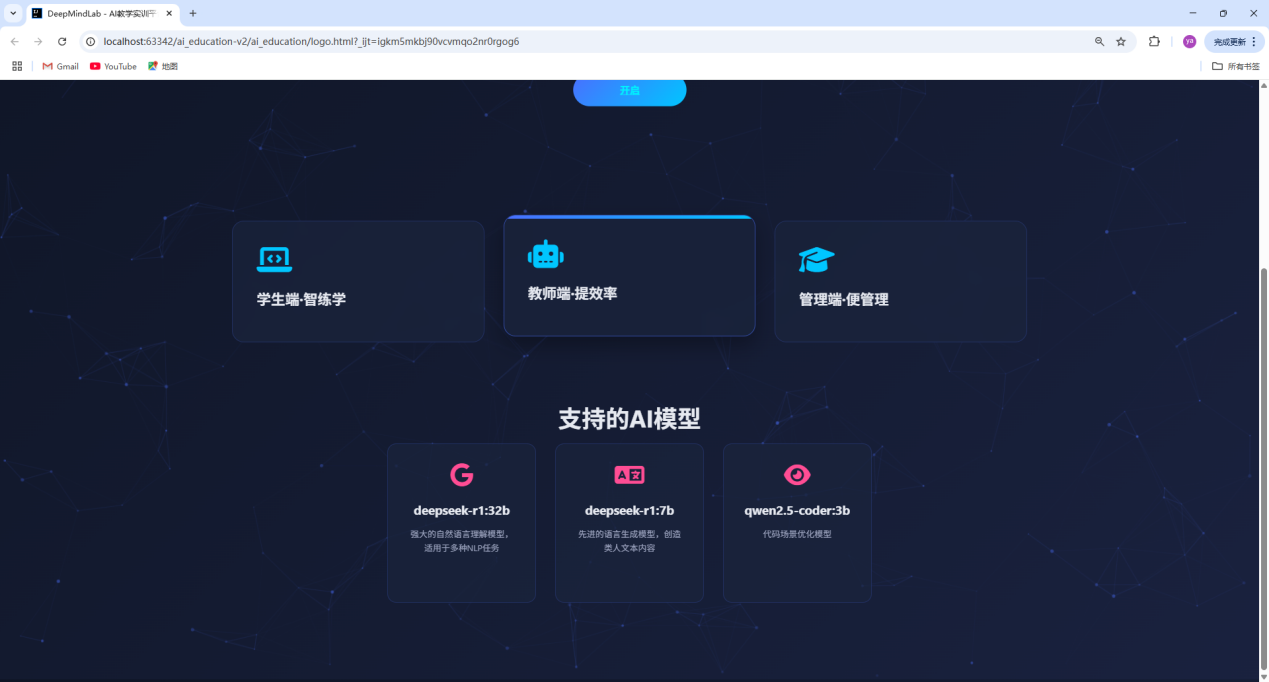 DeepMindLab - AI教学实训平
localhost:63342/ai_education-v2/ai_education/logo.html?_ijt=igkm5mkbj90vcvmqo2nr0rgog6
ya
完成更新
Gmail
YouTube
地图
所有书签
开启
学生端·智练学
教师端·提效率
管理端·便管理
支持的AI模型
deepseek-r1:32b
强大的自然语言理解模型,
适用于多种NLP任务
deepseek-r1:7b
先进的语言生成模型，创造
类人文本内容
qwen2.5-coder:3b
代码场景优化模型